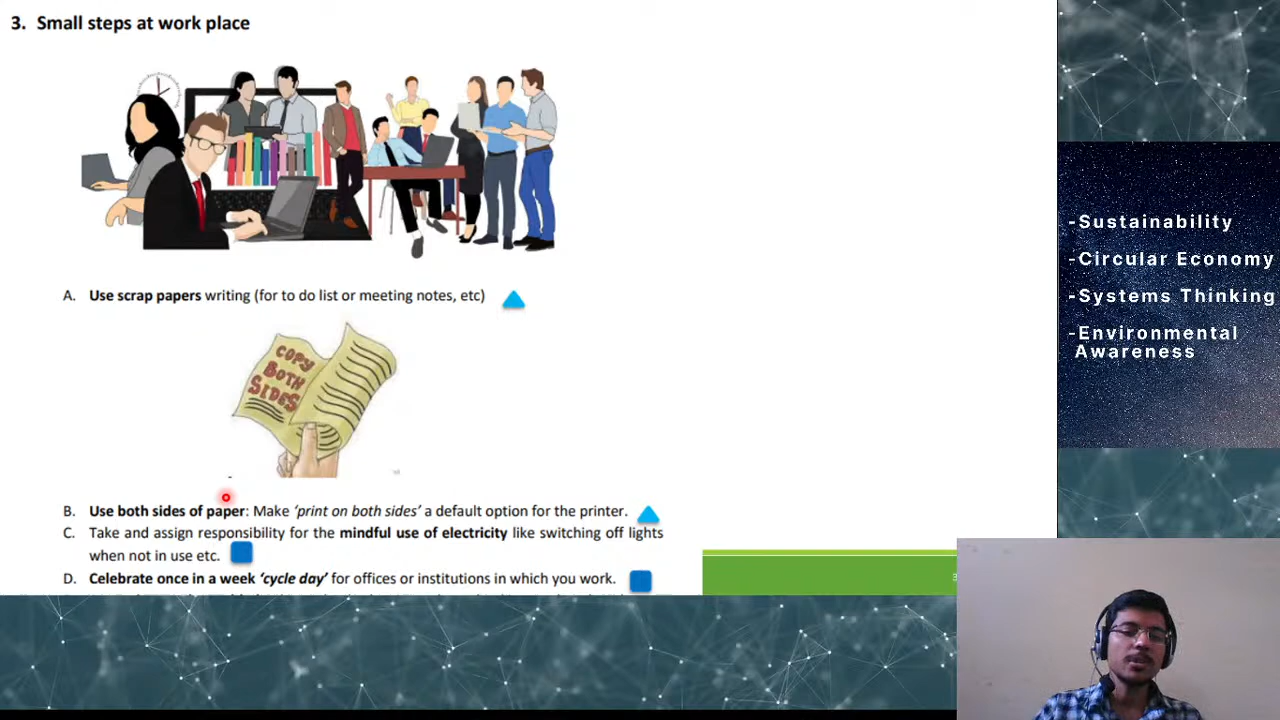 3. Small steps at work place
A. Use scrap papers writing (for to do list or meeting notes, etc)
COPY
BOTH
SIDES
B. Use both sides of paper: Make ‘print on both sides’ a default option for the printer.
C. Take and assign responsibility for the mindful use of electricity like switching off lights
when not in use etc.
D. Celebrate once in a week ‘cycle day’ for offices or institutions in which you work.
-Sustainability
-Circular Economy
-Systems Thinking
-Environmental
Awareness